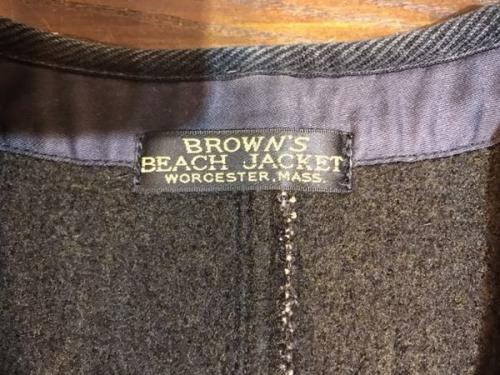 BROWN'S
BEACH JACKET
WORCESTER, MASS.